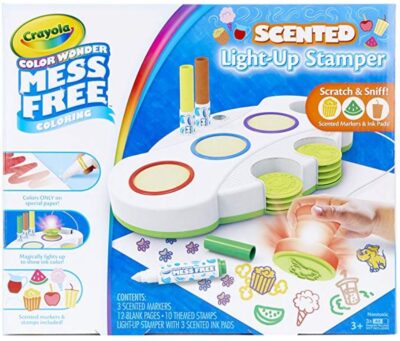 Crayola
COLOR WONDER
MESS
FREE
COLORING
SCENTED
Light-Up Stamper
Scratch & Sniff!
Scented Markers & Ink Pads
Colors ONLY on
special paper!
Magically lights up
to shine ink color!
Scented markers &
stamps included!
MESS FREE
CONTENTS:
3 SCENTED MARKERS
12 BLANK PAGES • 10 THEMED STAMPS
LIGHT-UP STAMPER WITH 3 SCENTED INK PADS
Nontoxic
3+